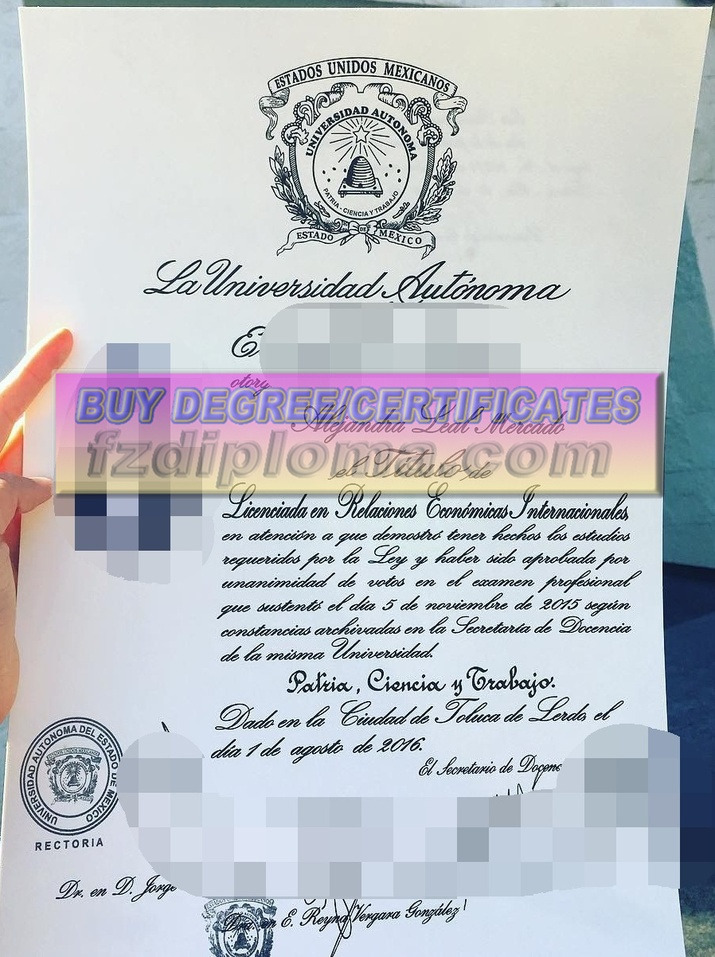 ESTADOS UNIDOS MEXICANOS
UNIVERSIDAD AUTONOMA
PATRIA · CIENCIA Y TRABAJO
ESTADO DE MEXICO
La Universidad Autónoma
otorg
BUY DEGREE/CERTIFICATES
Alejandra Leal Mercado
fzdiploma.com
el Título de
Licenciada en Relaciones Económicas Internacionales,
en atención a que demostró tener hechos los estudios
requeridos por la Ley y haber sido aprobada por
unanimidad de votos en el examen profesional
que sustentó el día 5 de noviembre de 2015 según
constancias archivadas en la Secretaría de Docencia
de la misma Universidad.
Patria, Ciencia y Trabajo.
Dado en la Ciudad de Toluca de Lerdo, el
día 1 de agosto de 2016.
El Secretario de Docenc
UNIVERSIDAD AUTONOMA DEL ESTADO DE MEXICO
RECTORIA
Dr. en D. Jorge
Dra. en E. Reyna Vergara González